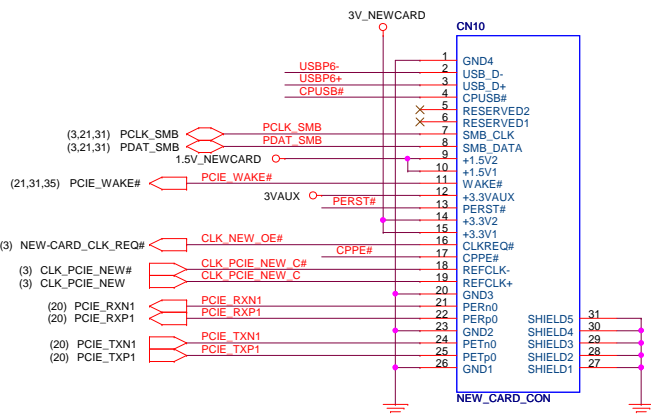 3V_NEWCARD
CN10
1 GND4
USBP6- 2 USB_D-
USBP6+ 3 USB_D+
CPUSB# 4 CPUSB#
5 RESERVED2
6 RESERVED1
(3,21,31) PCLK_SMB PCLK_SMB 7 SMB_CLK
(3,21,31) PDAT_SMB PDAT_SMB 8 SMB_DATA
1.5V_NEWCARD 9 +1.5V2
10 +1.5V1
(21,31,35) PCIE_WAKE# PCIE_WAKE# 11 WAKE#
3VAUX 12 +3.3VAUX
PERST# 13 PERST#
14 +3.3V2
15 +3.3V1
(3) NEW-CARD_CLK_REQ# CLK_NEW_OE# 16 CLKREQ#
CPPE# 17 CPPE#
(3) CLK_PCIE_NEW# CLK_PCIE_NEW_C# 18 REFCLK-
(3) CLK_PCIE_NEW CLK_PCIE_NEW_C 19 REFCLK+
20 GND3
(20) PCIE_RXN1 PCIE_RXN1 21 PERn0
(20) PCIE_RXP1 PCIE_RXP1 22 PERp0 SHIELD5 31
23 GND2 SHIELD4 30
(20) PCIE_TXN1 PCIE_TXN1 24 PETn0 SHIELD3 29
(20) PCIE_TXP1 PCIE_TXP1 25 PETp0 SHIELD2 28
26 GND1 SHIELD1 27
NEW_CARD_CON